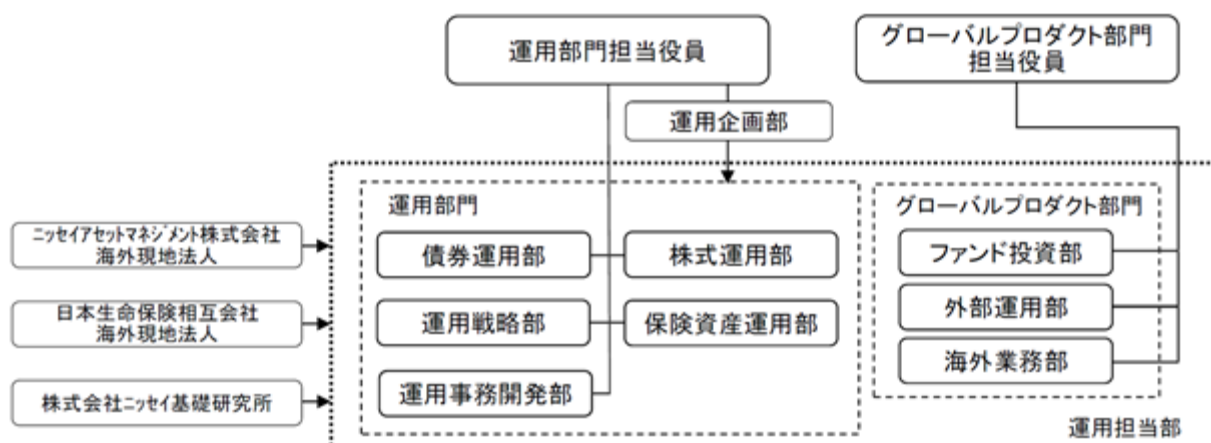 運用部門担当役員
グローバルプロダクト部門
担当役員
運用企画部
運用部門
グローバルプロダクト部門
ニッセイアセットマネジメント株式会社
海外現地法人
債券運用部
株式運用部
ファンド投資部
日本生命保険相互会社
海外現地法人
運用戦略部
保険資産運用部
外部運用部
海外業務部
株式会社ニッセイ基礎研究所
運用事務開発部
運用担当部